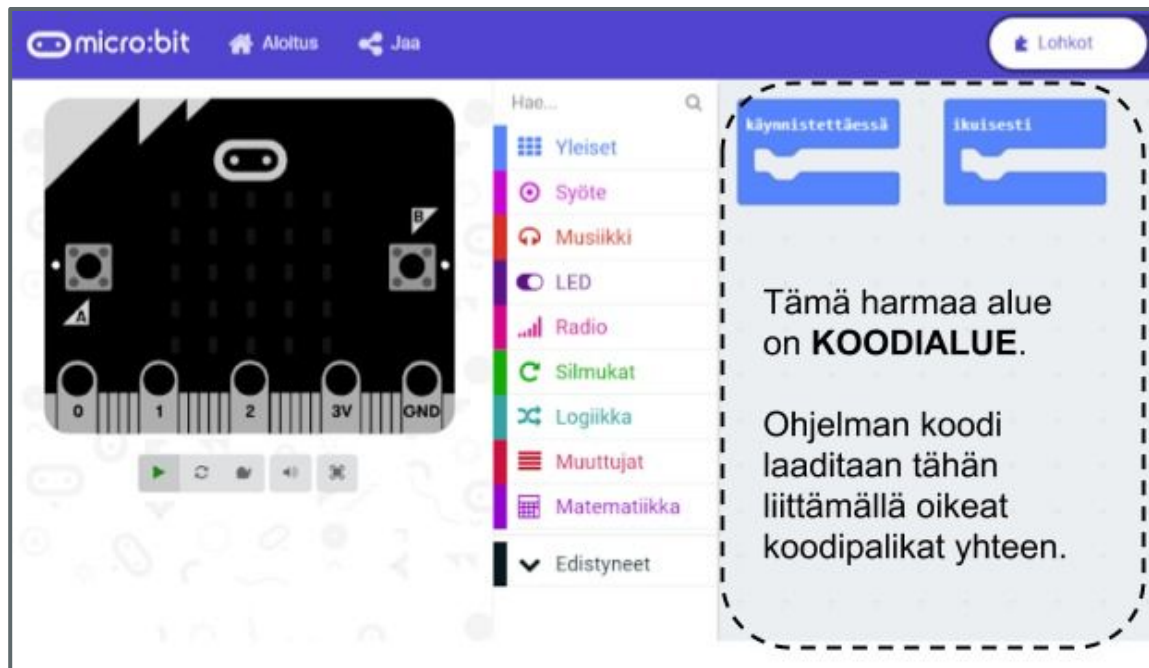 micro:bit
Aloitus
Jaa
Lohkot
B
A
0
1
2
3V
GND
Hae...
Yleiset
Syöte
Musiikki
LED
Radio
Silmukat
Logiikka
Muuttujat
Matematiikka
Edistyneet
käynnistettäessä
ikuisesti
Tämä harmaa alue
on KOODIALUE.
Ohjelman koodi
laaditaan tähän
liittämällä oikeat
koodipalikat yhteen.